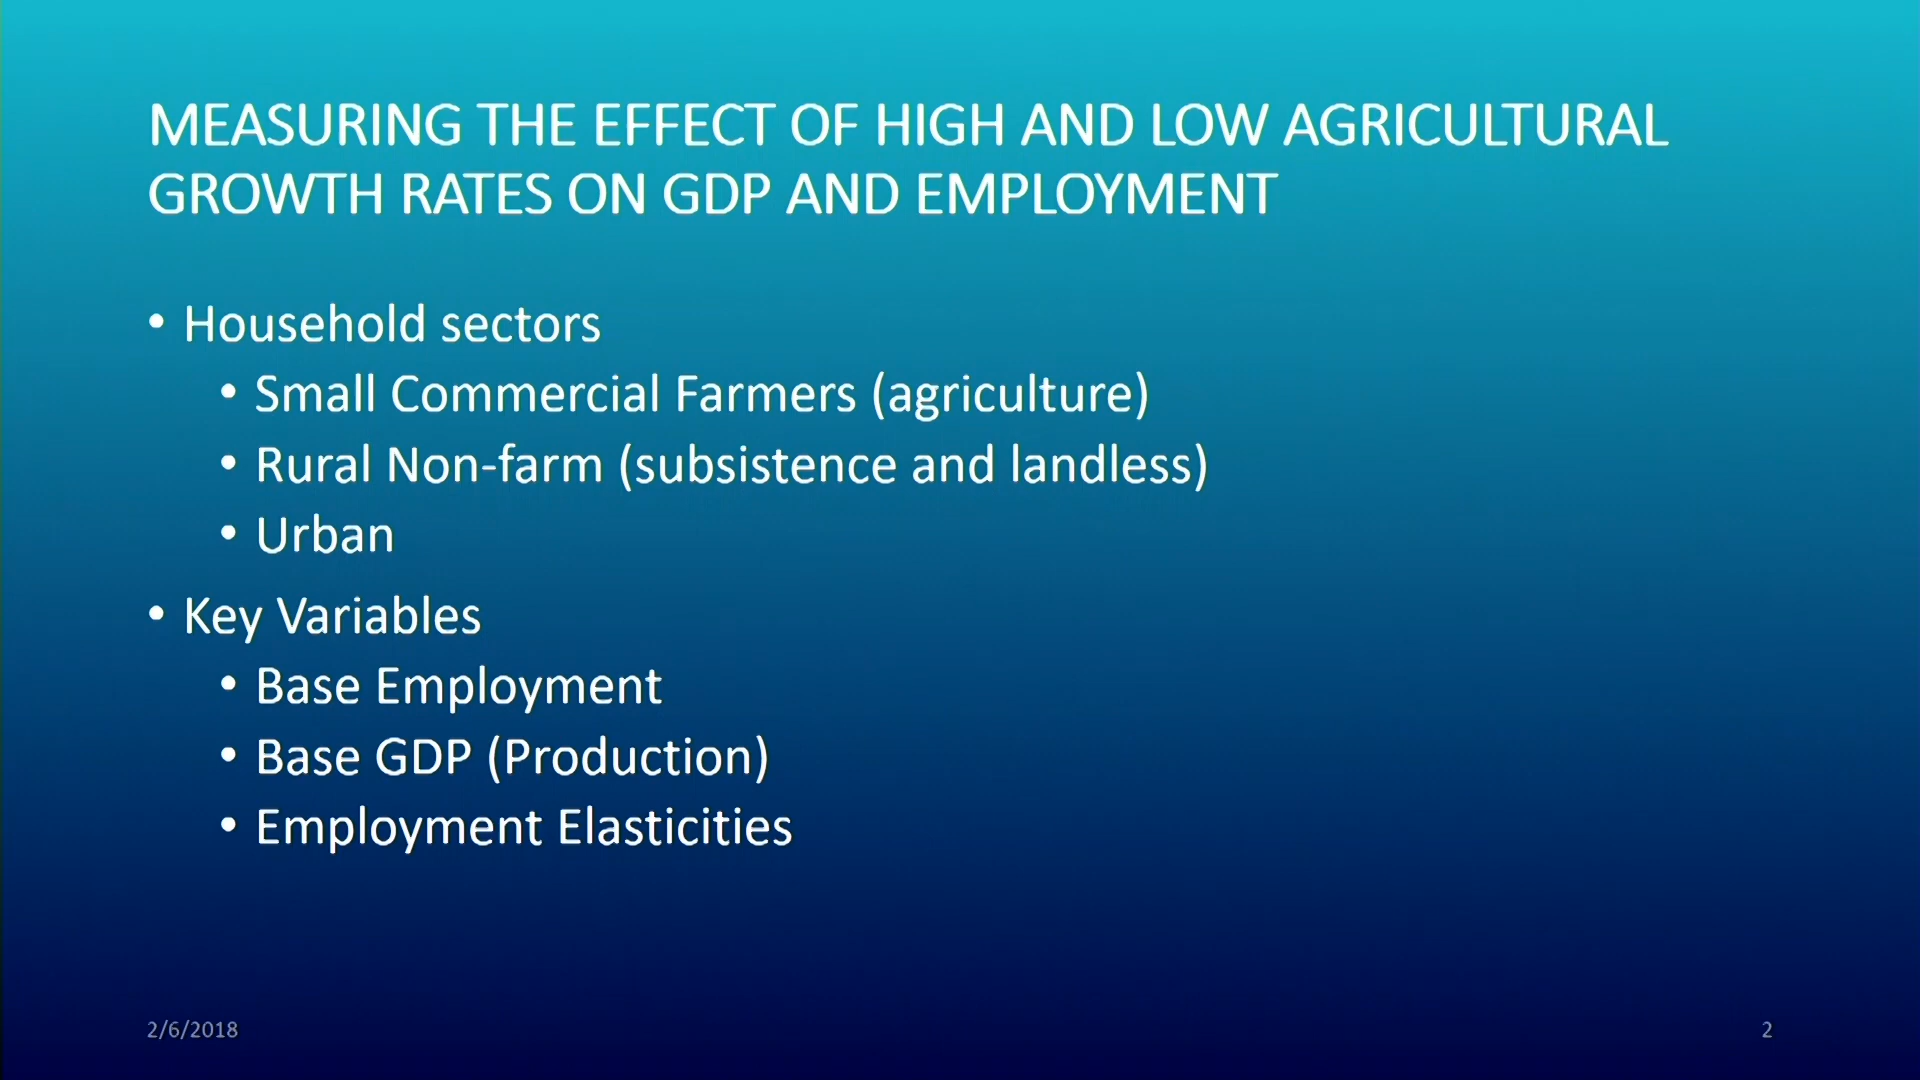 MEASURING THE EFFECT OF HIGH AND LOW AGRICULTURAL
GROWTH RATES ON GDP AND EMPLOYMENT
• Household sectors
• Small Commercial Farmers (agriculture)
• Rural Non-farm (subsistence and landless)
• Urban
• Key Variables
• Base Employment
• Base GDP (Production)
• Employment Elasticities
2/6/2018
2